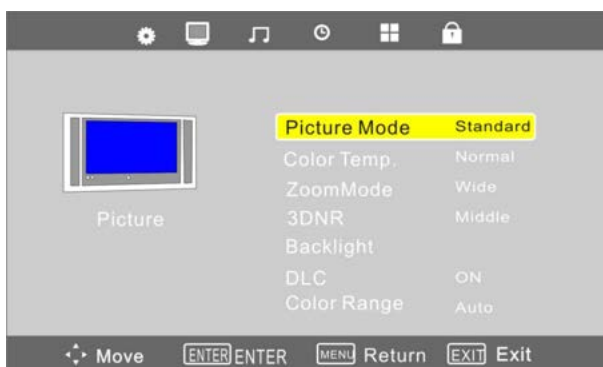 Picture Mode Standard
Color Temp. Normal
ZoomMode Wide
Picture 3DNR Middle
Backlight
DLC ON
Color Range Auto
Move ENTER ENTER MENU Return EXIT Exit